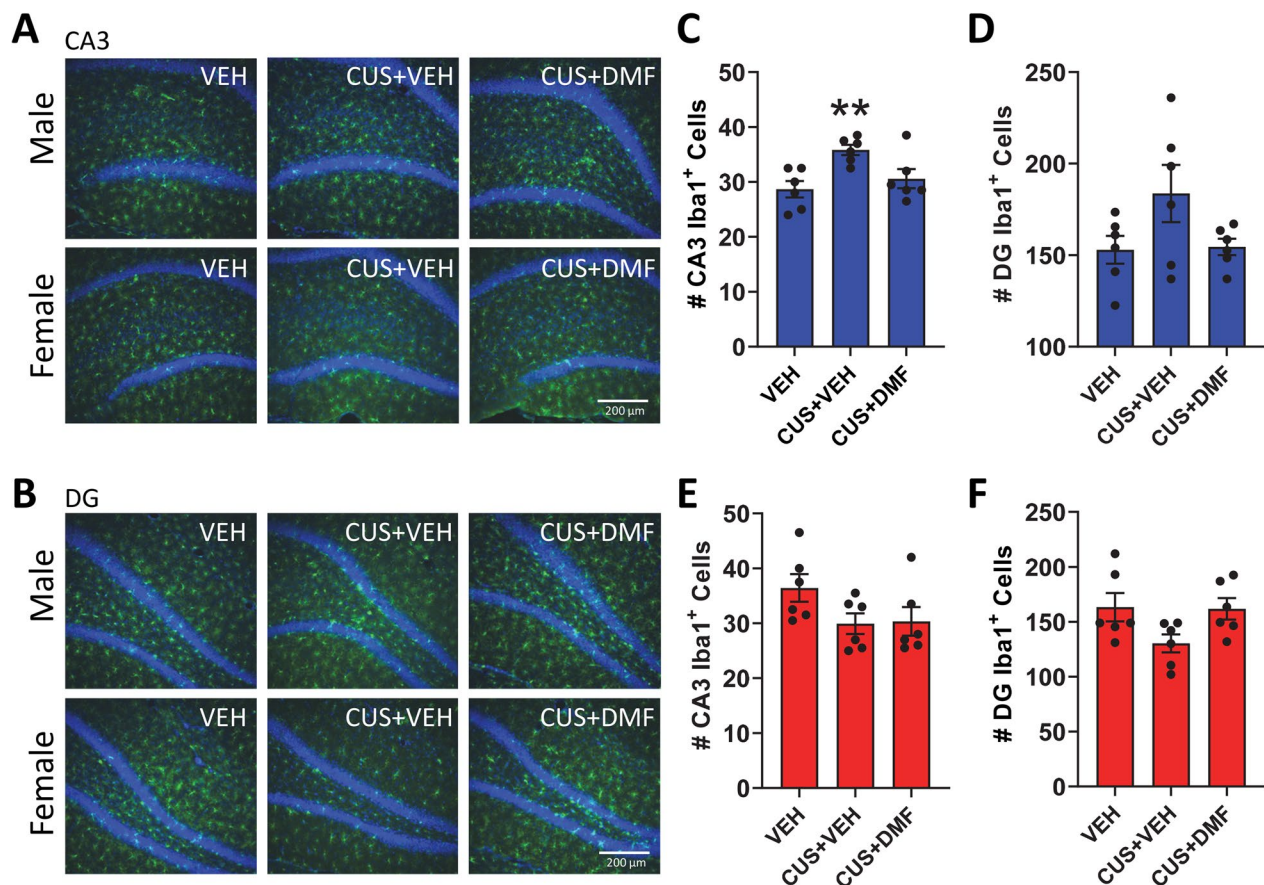 A
CA3
Male
VEH
CUS+VEH
CUS+DMF
Female
VEH
CUS+VEH
CUS+DMF
200 µm
B
DG
Male
VEH
CUS+VEH
CUS+DMF
Female
VEH
CUS+VEH
CUS+DMF
200 µm
C
# CA3 Iba1+ Cells
50
40
30
20
10
0
**
VEH
CUS+VEH
CUS+DMF
D
# DG Iba1+ Cells
250
200
150
100
VEH
CUS+VEH
CUS+DMF
E
# CA3 Iba1+ Cells
50
40
30
20
10
0
VEH
CUS+VEH
CUS+DMF
F
# DG Iba1+ Cells
250
200
150
100
50
0
VEH
CUS+VEH
CUS+DMF